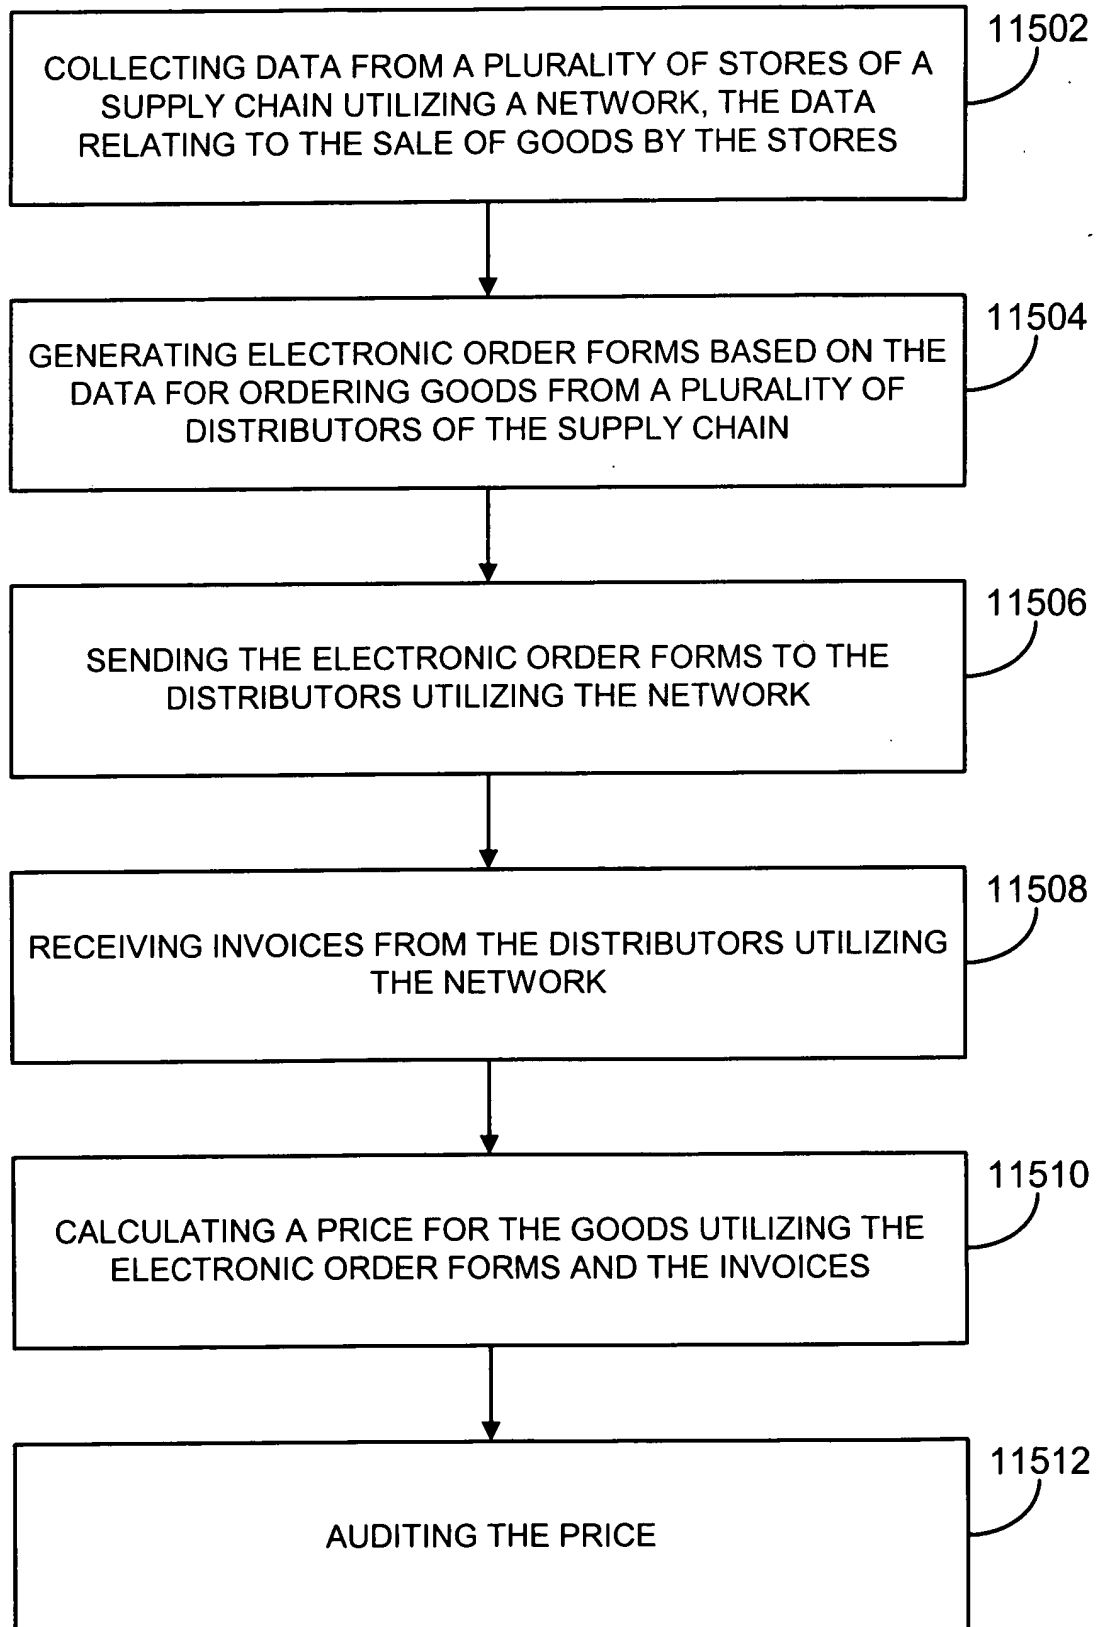 11502
COLLECTING DATA FROM A PLURALITY OF STORES OF A
SUPPLY CHAIN UTILIZING A NETWORK, THE DATA
RELATING TO THE SALE OF GOODS BY THE STORES
11504
GENERATING ELECTRONIC ORDER FORMS BASED ON THE
DATA FOR ORDERING GOODS FROM A PLURALITY OF
DISTRIBUTORS OF THE SUPPLY CHAIN
11506
SENDING THE ELECTRONIC ORDER FORMS TO THE
DISTRIBUTORS UTILIZING THE NETWORK
11508
RECEIVING INVOICES FROM THE DISTRIBUTORS UTILIZING
THE NETWORK
11510
CALCULATING A PRICE FOR THE GOODS UTILIZING THE
ELECTRONIC ORDER FORMS AND THE INVOICES
11512
AUDITING THE PRICE